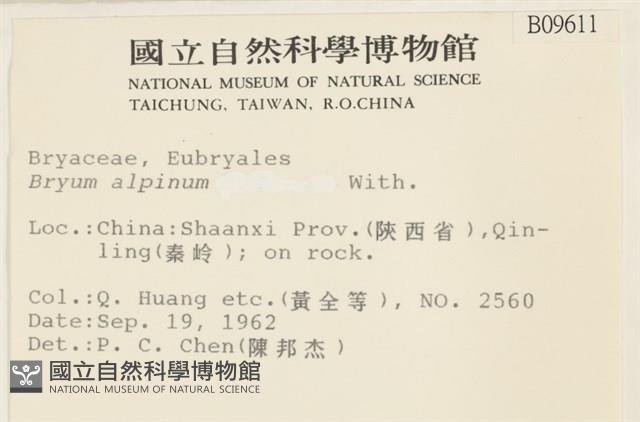 B09611
國立自然科學博物館
NATIONAL MUSEUM OF NATURAL SCIENCE
TAICHUNG, TAIWAN, R.O.CHINA
Bryaceae, Eubryales
Bryum alpinum With.
Loc.:China:Shaanxi Prov.(陝西省),Qin-
ling(秦岭); on rock.
Col.:Q. Huang etc.(黃全等), NO. 2560
Date:Sep. 19, 1962
Det.:P. C. Chen(陳邦杰)
國立自然科學博物館
NATIONAL MUSEUM OF NATURAL SCIENCE